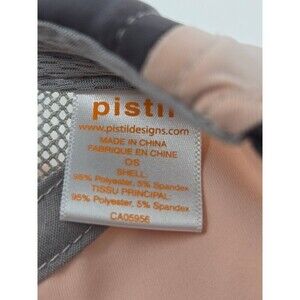 pistil
www.pistildesigns.com
MADE IN CHINA
FABRIQUE EN CHINE
OS
SHELL:
95% Polyester, 5% Spandex
TISSU PRINCIPAL:
95% Polyester, 5% Spandex
CA05956